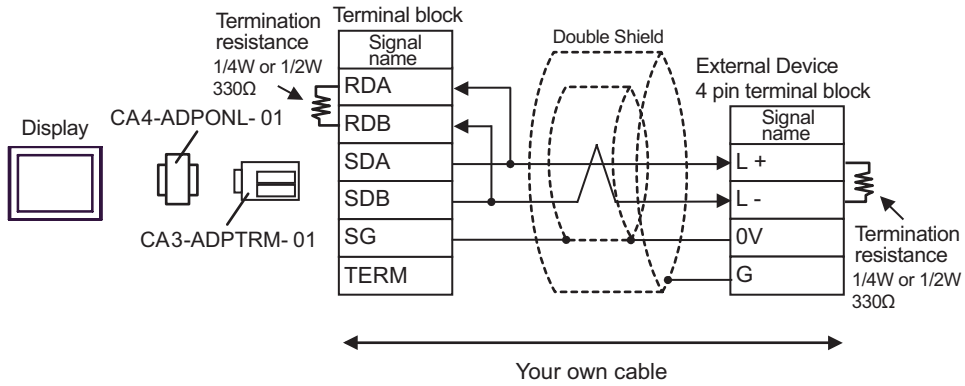 Termination
resistance
1/4W or 1/2W
330Ω
Terminal block
Signal
name
RDA
RDB
SDA
SDB
SG
TERM
Double Shield
External Device
4 pin terminal block
Signal
name
L +
L -
0V
G
Termination
resistance
1/4W or 1/2W
330Ω
Display
CA4-ADPONL- 01
CA3-ADPTRM- 01
Your own cable